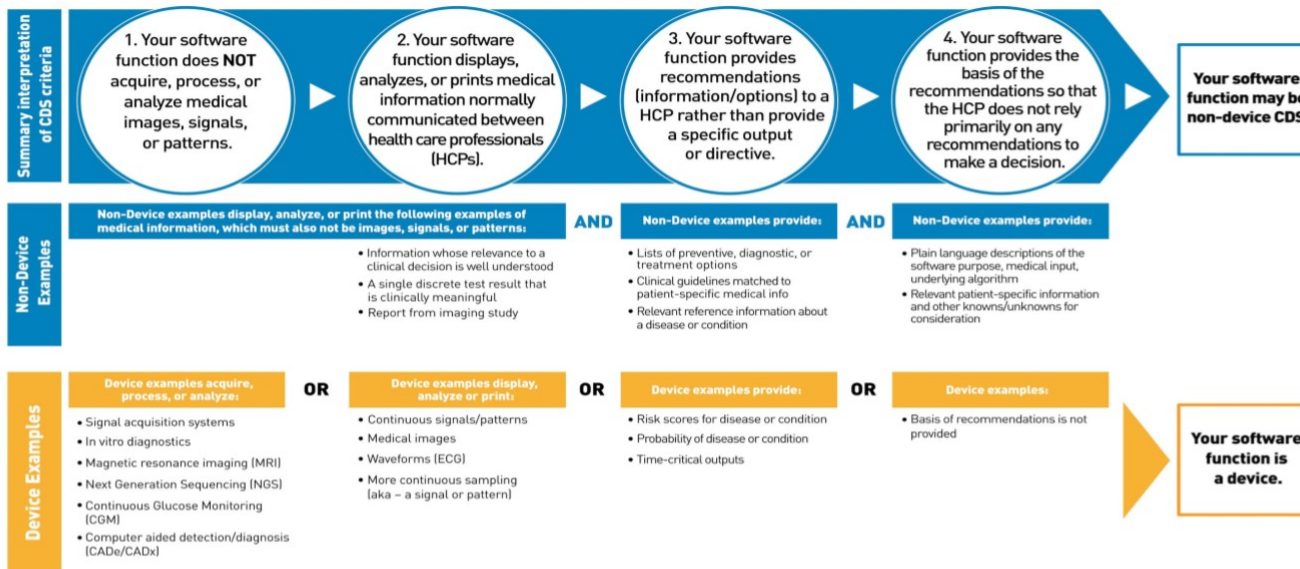 Summary interpretation
of CDS criteria
1. Your software
function does NOT
acquire, process, or
analyze medical
images, signals,
or patterns.
2. Your software
function displays,
analyzes, or prints medical
information normally
communicated between
health care professionals
(HCPs).
3. Your software
function provides
recommendations
(information/options) to a
HCP rather than provide
a specific output
or directive.
4. Your software
function provides the
basis of the
recommendations so that
the HCP does not rely
primarily on any
recommendations to
make a decision.
Your software
function may be
non-device CDS
Non-Device
Examples
Non-Device examples display, analyze, or print the following examples of
medical information, which must also not be images, signals, or patterns:
• Information whose relevance to a
clinical decision is well understood
• A single discrete test result that
is clinically meaningful
• Report from imaging study
AND
Non-Device examples provide:
• Lists of preventive, diagnostic, or
treatment options
• Clinical guidelines matched to
patient-specific medical info
• Relevant reference information about
a disease or condition
AND
Non-Device examples provide:
• Plain language descriptions of the
software purpose, medical input,
underlying algorithm
• Relevant patient-specific information
and other knowns/unknowns for
consideration
Device Examples
Device examples acquire,
process, or analyze:
• Signal acquisition systems
• In vitro diagnostics
• Magnetic resonance imaging (MRI)
• Next Generation Sequencing (NGS)
• Continuous Glucose Monitoring
(CGM)
• Computer aided detection/diagnosis
(CADe/CADx)
OR
Device examples display,
analyze or print:
• Continuous signals/patterns
• Medical images
• Waveforms (ECG)
• More continuous sampling
(aka – a signal or pattern)
OR
Device examples provide:
• Risk scores for disease or condition
• Probability of disease or condition
• Time-critical outputs
OR
Device examples:
• Basis of recommendations is not
provided
Your software
function is
a device.